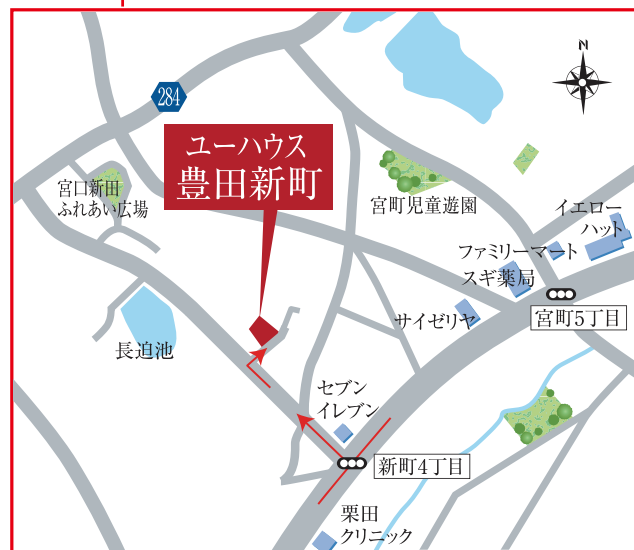 N
284
ユーハウス
豊田新町
宮口新田
ふれあい広場
宮町児童遊園
イエロー
ハット
ファミリーマート
スギ薬局
サイゼリヤ
宮町5丁目
長迫池
セブン
イレブン
新町4丁目
栗田
クリニック